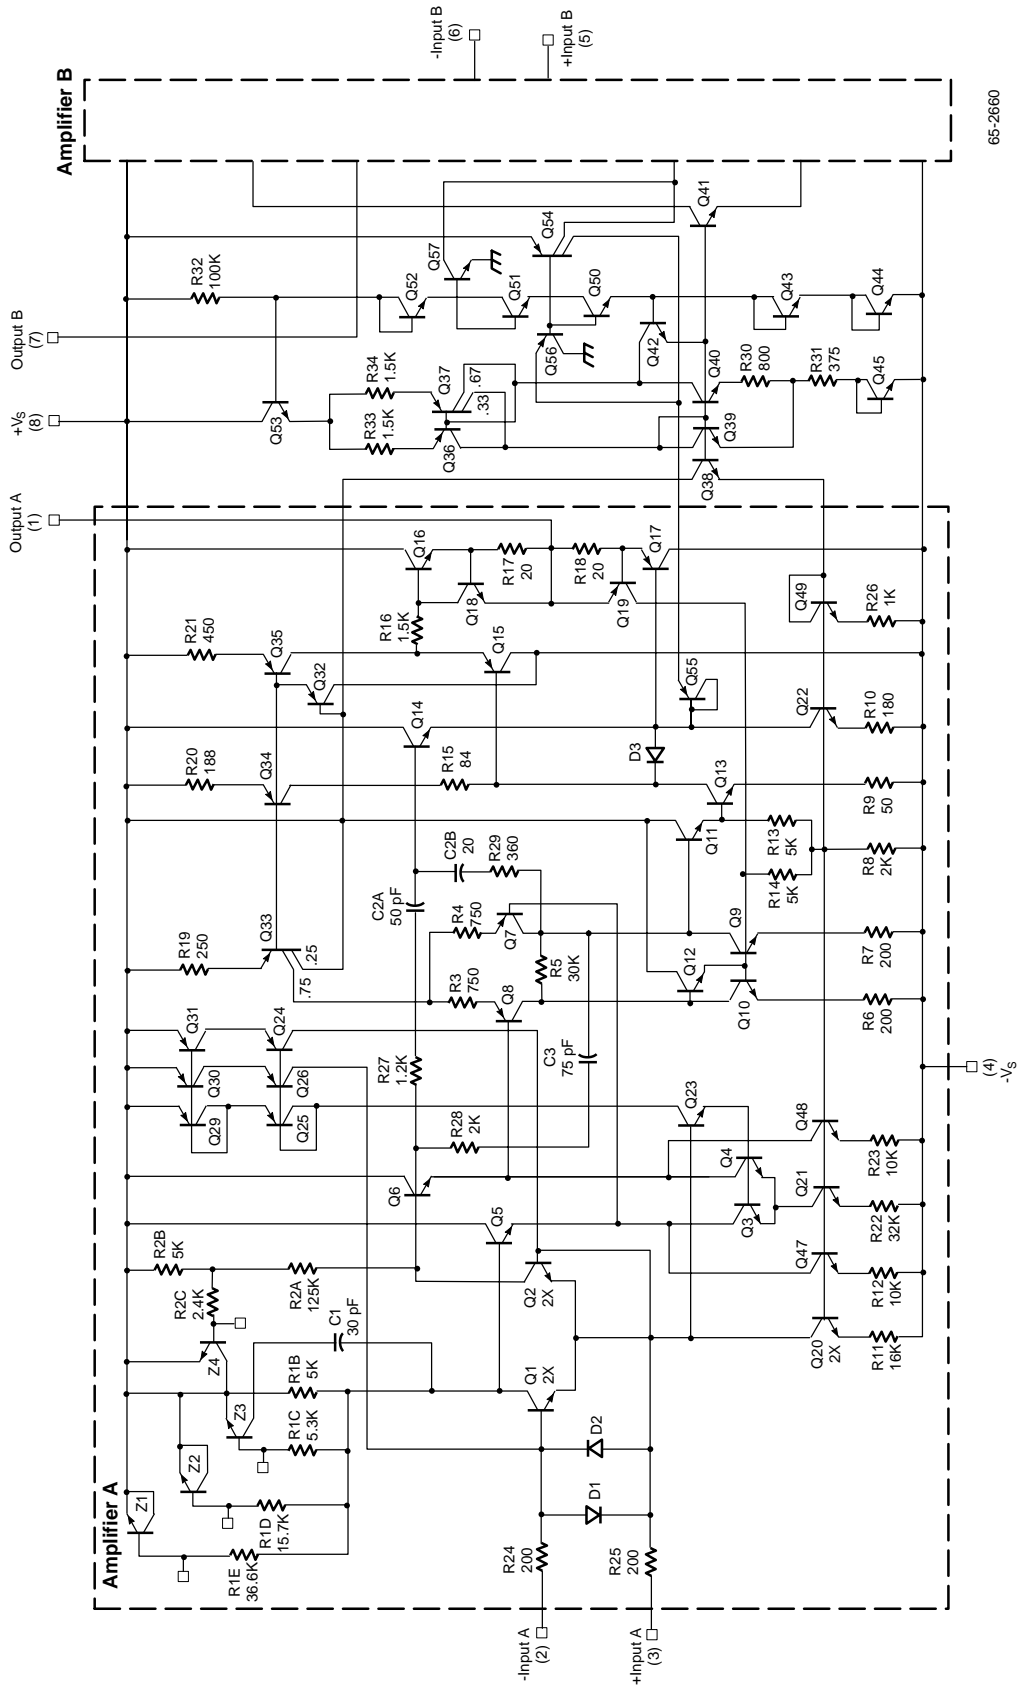 Output A
(1)
+VS
(8)
Output B
(7)
Amplifier A
Amplifier B
Z1
R1E
36.6K
Z2
R1D
15.7K
Z3
R1C
5.3K
R1B
5K
Z4
C1
30 pF
R2C
2.4K
R2B
5K
R2A
125K
Q29
Q30
Q31
Q25
Q26
Q24
R19
250
Q33
.75
.25
R20
188
Q34
R21
450
Q35
Q32
Q53
R32
100K
R33
1.5K
R34
1.5K
Q36
Q37
.33
.67
Q52
Q57
Q51
Q54
Q56
Q50
-Input B
(6)
+Input B
(5)
Q6
R27
1.2K
R28
2K
C2A
50 pF
C2B
20
R29
360
R3
750
R4
750
Q8
Q7
R5
30K
C3
75 pF
Q14
R15
84
R16
1.5K
Q16
Q18
R17
20
R18
20
Q15
Q19
Q17
Q5
Q1
2X
Q2
2X
-Input A
(2)
R24
200
D1
D2
+Input A
(3)
R25
200
Q3
Q4
Q23
Q12
Q10
Q9
Q11
Q13
D3
Q55
Q38
Q39
Q40
Q42
Q41
R30
800
R31
375
Q43
Q45
Q44
R14
5K
R13
5K
Q20
2X
Q47
Q21
Q48
Q22
Q49
R11
16K
R12
10K
R22
32K
R23
10K
R6
200
R7
200
R8
2K
R9
50
R10
180
R26
1K
(4)
-VS
65-2660